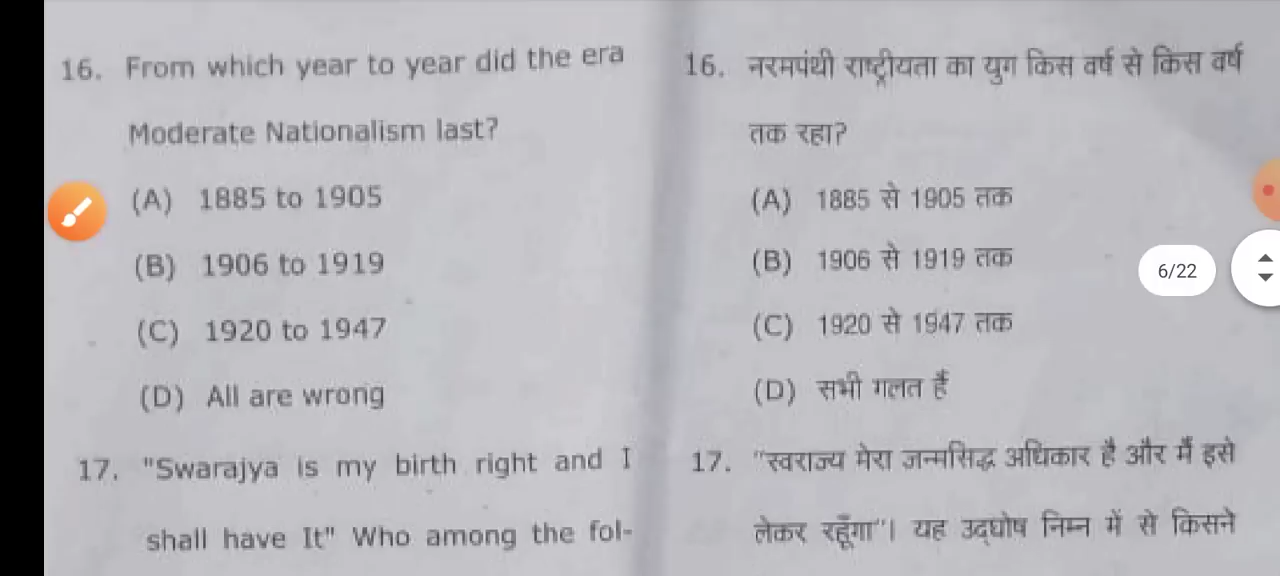 16. From which year to year did the era
Moderate Nationalism last?
(A) 1885 to 1905
(B) 1906 to 1919
(C) 1920 to 1947
(D) All are wrong
17. "Swarajya is my birth right and I
shall have It" Who among the fol-
16. नरमपंथी राष्ट्रीयता का युग किस वर्ष से किस वर्ष
तक रहा?
(A) 1885 से 1905 तक
(B) 1906 से 1919 तक
(C) 1920 से 1947 तक
(D) सभी गलत हैं
17. "स्वराज्य मेरा जन्मसिद्ध अधिकार है और मैं इसे
लेकर रहूँगा"। यह उद्घोष निम्न में से किसने
6/22